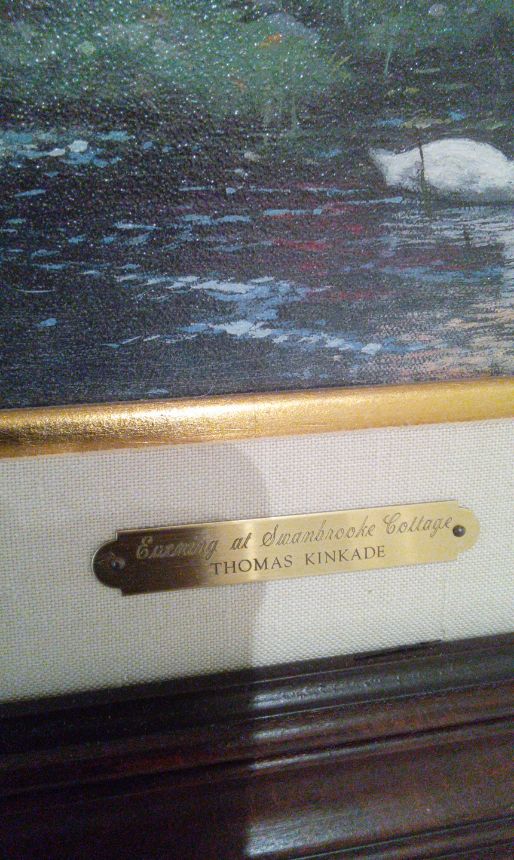 Evening at Swanbrooke Cottage
THOMAS KINKADE